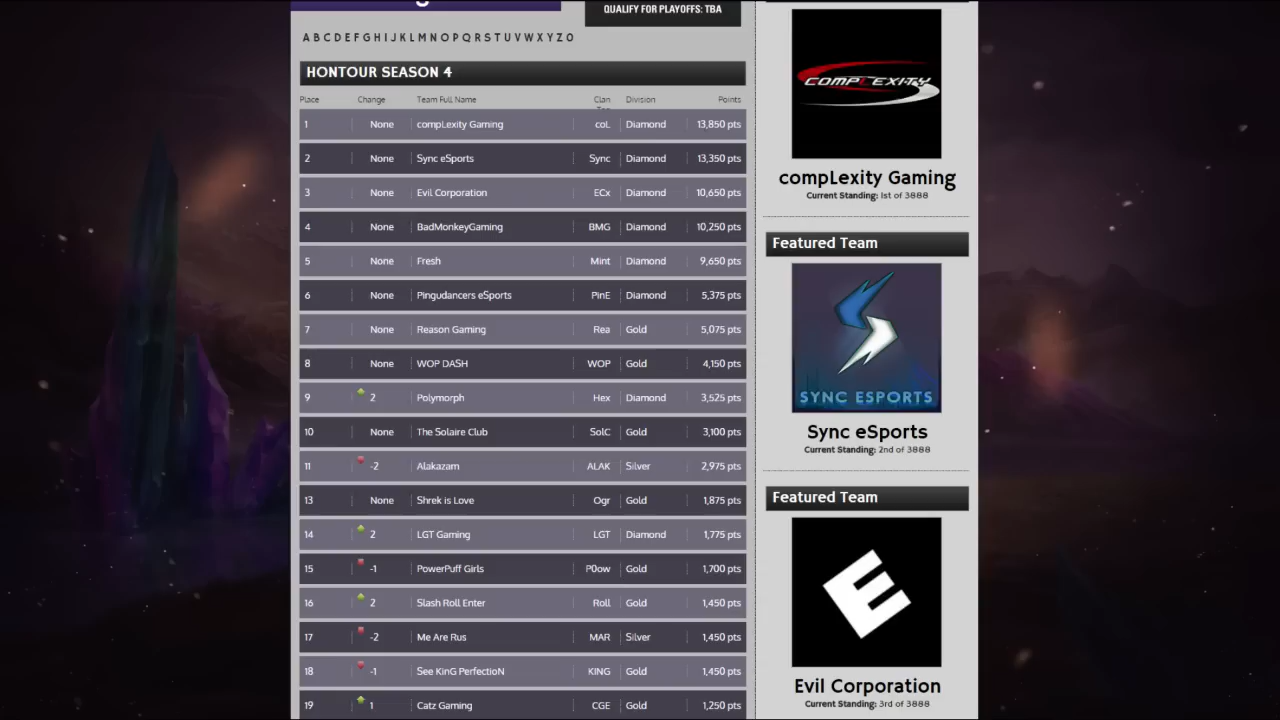 QUALIFY FOR PLAYOFFS: TBA
A B C D E F G H I J K L M N O P Q R S T U V W X Y Z 0
HONTOUR SEASON 4
Place Change Team Full Name Clan Division Points
1 None compLexity Gaming coL Diamond 13,850 pts
2 None Sync eSports Sync Diamond 13,350 pts
3 None Evil Corporation ECx Diamond 10,650 pts
4 None BadMonkeyGaming BMG Diamond 10,250 pts
5 None Fresh Mint Diamond 9,650 pts
6 None Pingudancers eSports PinE Diamond 5,375 pts
7 None Reason Gaming Rea Gold 5,075 pts
8 None WOP DASH WOP Gold 4,150 pts
9 2 Polymorph Hex Diamond 3,525 pts
10 None The Solaire Club SolC Gold 3,100 pts
11 -2 Alakazam ALAK Silver 2,975 pts
13 None Shrek is Love Ogr Gold 1,875 pts
14 2 LGT Gaming LGT Diamond 1,775 pts
15 -1 PowerPuff Girls P0ow Gold 1,700 pts
16 2 Slash Roll Enter Roll Gold 1,450 pts
17 -2 Me Are Rus MAR Silver 1,450 pts
18 -1 See KinG PerfectioN KING Gold 1,450 pts
19 1 Catz Gaming CGE Gold 1,250 pts
COMPLEXITY
compLexity Gaming
Current Standing: 1st of 3888
Featured Team
SYNC ESPORTS
Sync eSports
Current Standing: 2nd of 3888
Featured Team
E
Evil Corporation
Current Standing: 3rd of 3888